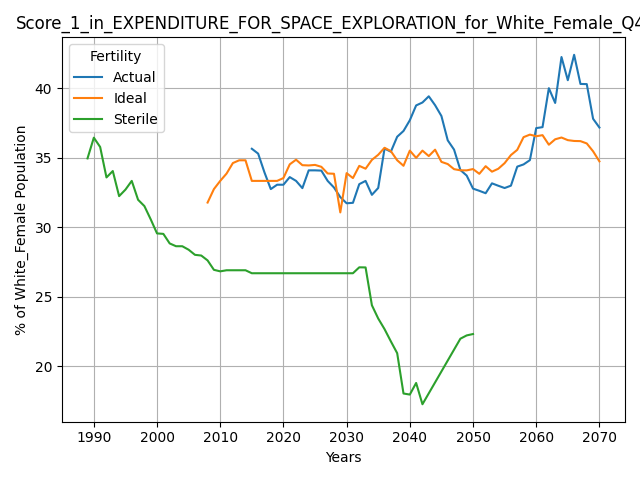 Score_1_in_EXPENDITURE_FOR_SPACE_EXPLORATION_for_White_Female_Q4
Fertility
Actual
Ideal
Sterile
% of White_Female Population
40
35
30
25
20
1990 2000 2010 2020 2030 2040 2050 2060 2070
Years